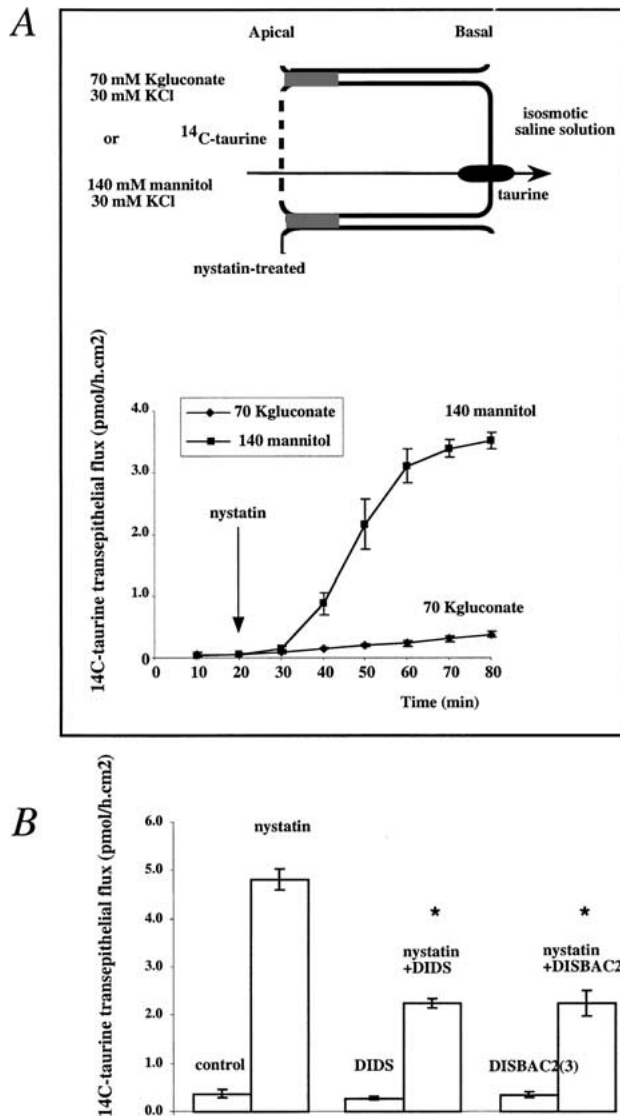 A
Apical Basal
70 mM Kgluconate
30 mM KCl
or 14C-taurine
140 mM mannitol
30 mM KCl
isosmotic
saline solution
taurine
nystatin-treated
14C-taurine transepithelial flux (pmol/h.cm2)
4.0
3.0
2.0
1.0
0
70 Kgluconate
140 mannitol
140 mannitol
nystatin
70 Kgluconate
0 10 20 30 40 50 60 70 80
Time (min)
B
14C-taurine transepithelial flux (pmol/h.cm2)
6.0
5.0
4.0
3.0
2.0
1.0
0.0
nystatin
*
*
nystatin
+DIDS
nystatin
+DISBAC2
control
DIDS
DISBAC2(3)